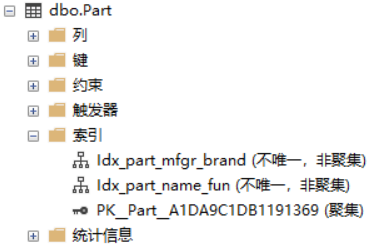 dbo.Part
列
键
约束
触发器
索引
Idx_part_mfgr_brand (不唯一，非聚集)
Idx_part_name_fun (不唯一，非聚集)
PK__Part__A1DA9C1DB1191369 (聚集)
统计信息